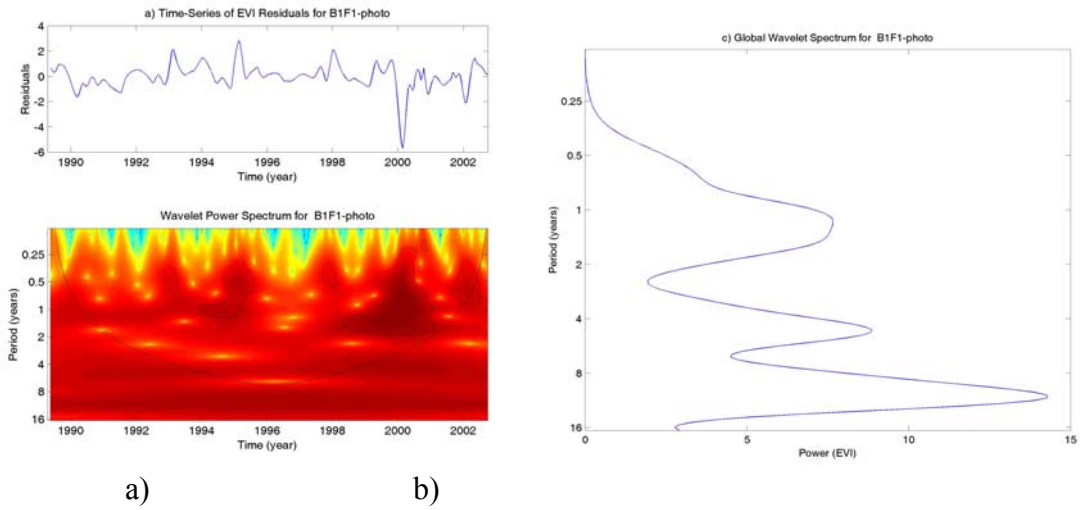 a) Time-Series of EVI Residuals for B1F1-photo
4
2
0
-2
-4
-6
Residuals
1990 1992 1994 1996 1998 2000 2002
Time (year)
Wavelet Power Spectrum for B1F1-photo
0.25
0.5
1
2
4
8
16
Period (years)
1990 1992 1994 1996 1998 2000 2002
Time (year)
c) Global Wavelet Spectrum for B1F1-photo
0.25
0.5
1
2
4
8
16
Period (years)
0 5 10 15
Power (EVI)
a) b)